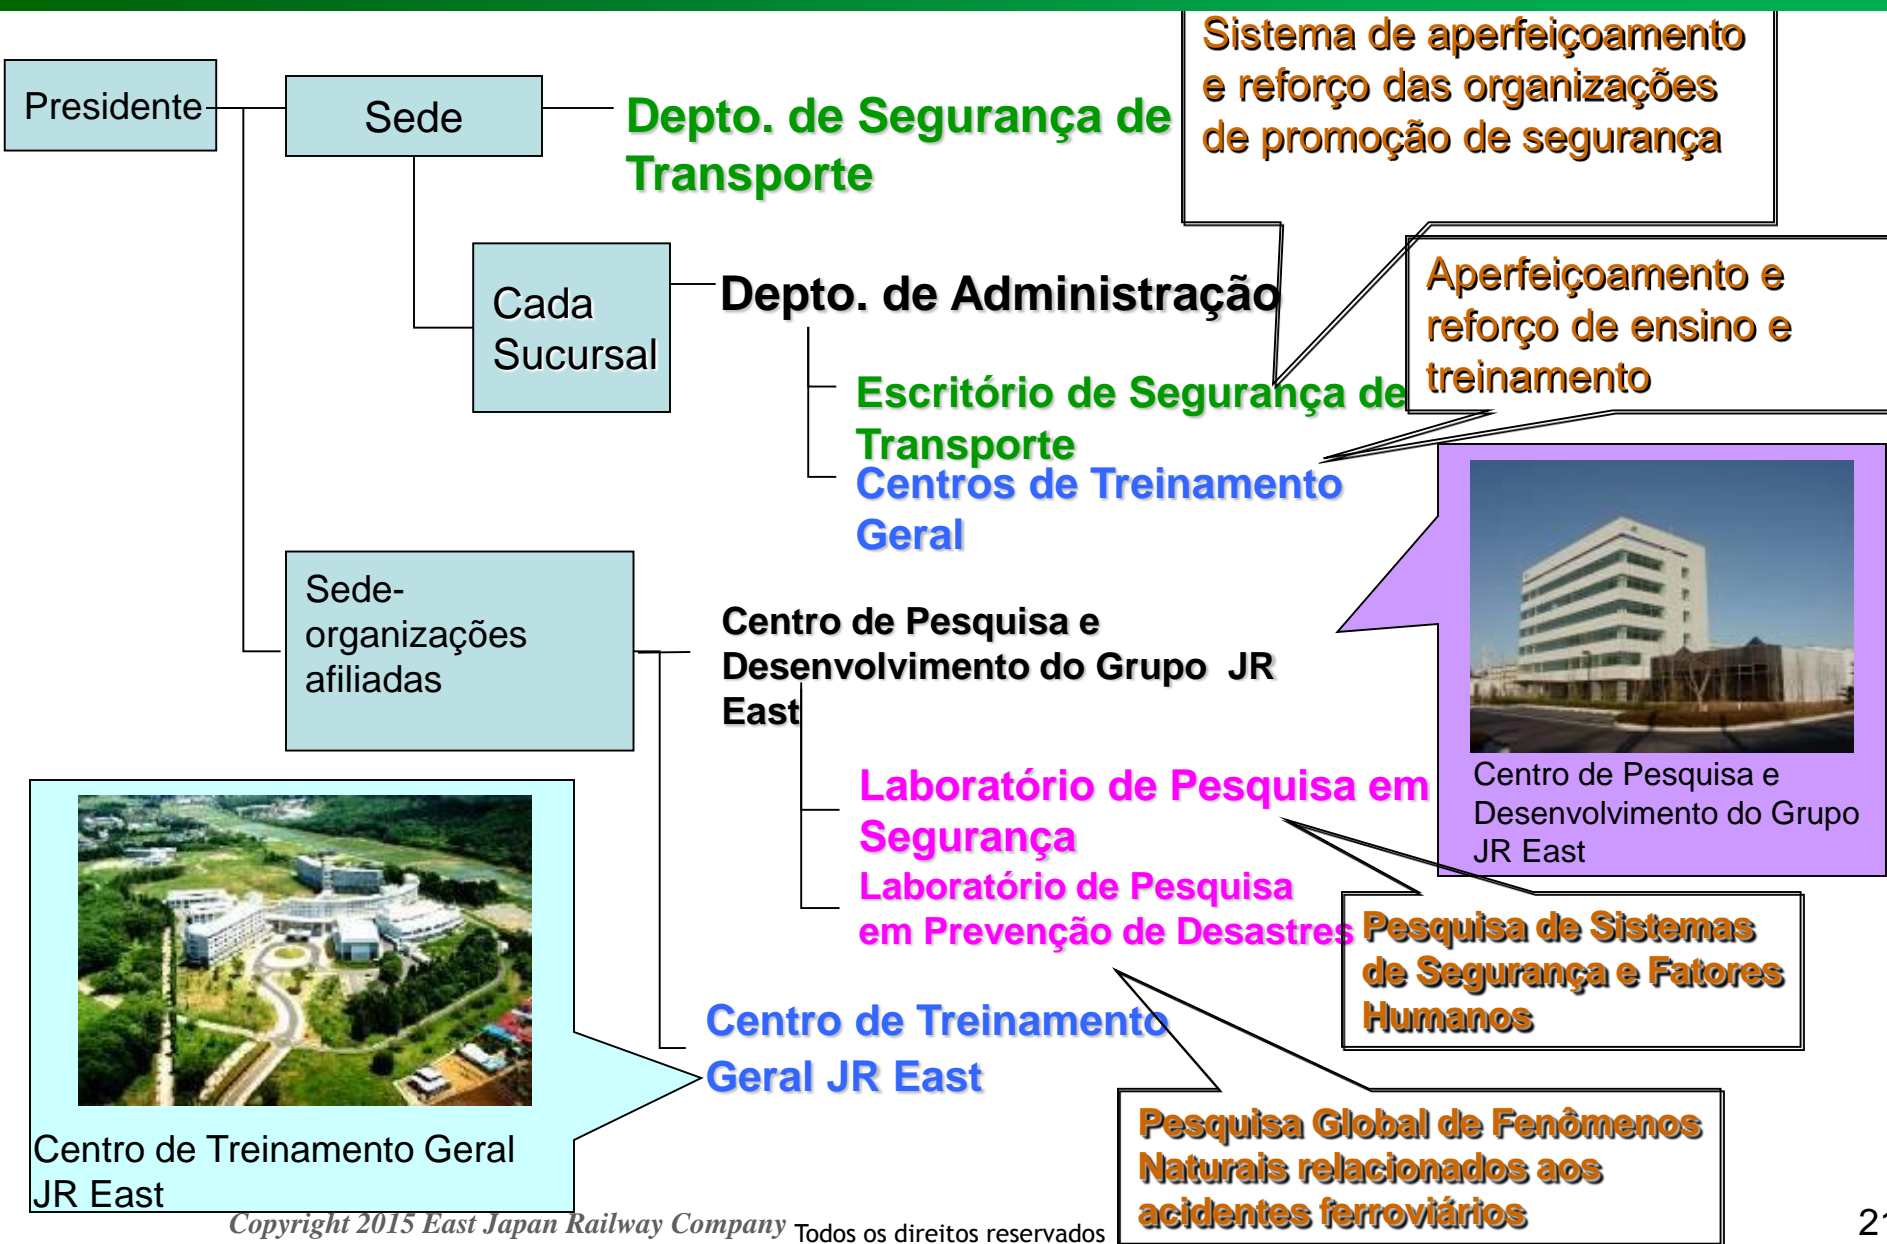 Sistema de aperfeiçoamento
e reforço das organizações
de promoção de segurança
Presidente
Sede
Depto. de Segurança de
Transporte
Cada
Sucursal
Depto. de Administração
Aperfeiçoamento e
reforço de ensino e
treinamento
Escritório de Segurança de
Transporte
Centros de Treinamento
Geral
Sede-
organizações
afiliadas
Centro de Pesquisa e
Desenvolvimento do Grupo JR
East
Centro de Pesquisa e
Desenvolvimento do Grupo
JR East
Laboratório de Pesquisa em
Segurança
Laboratório de Pesquisa
em Prevenção de Desastres
Pesquisa de Sistemas
de Segurança e Fatores
Humanos
Centro de Treinamento
Geral JR East
Centro de Treinamento Geral
JR East
Pesquisa Global de Fenômenos
Naturais relacionados aos
acidentes ferroviários
Copyright 2015 East Japan Railway Company Todos os direitos reservados
21